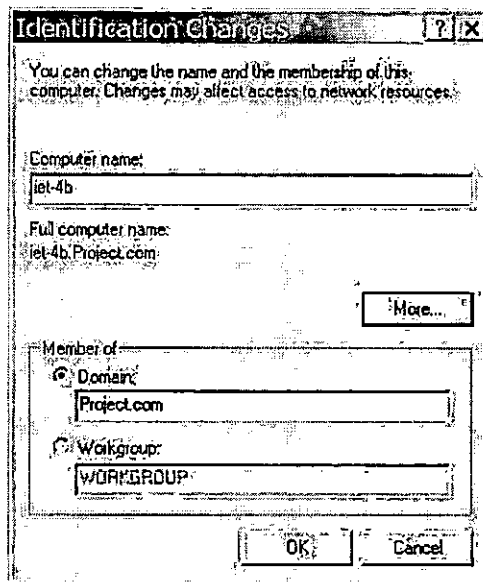 Identification Changes ? X
You can change the name and the membership of this
computer. Changes may affect access to network resources.
Computer name:
iet-4b
Full computer name:
iet-4b.Project.com
More...
Member of
Domain:
Project.com
Workgroup:
WORKGROUP
OK Cancel